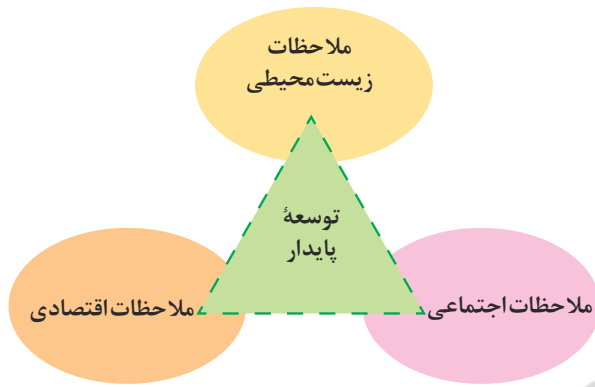 ملاحظات
زیست‌محیطی
توسعهٔ
پایدار
ملاحظات اجتماعی
ملاحظات اقتصادی